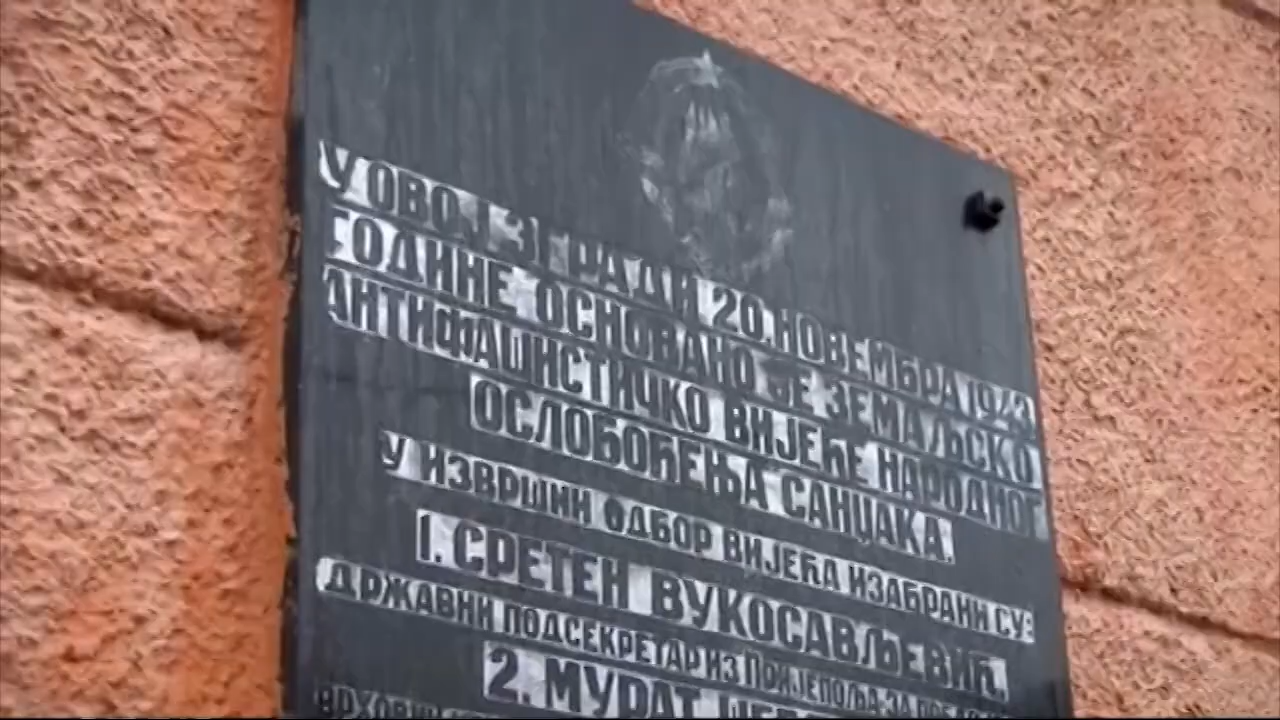 У ОВОЈ ЗГРАДИ 20. НОВЕМБРА 1943.
ГОДИНЕ ОСНОВАНО ЈЕ ЗЕМАЉСКО
АНТИФАШИСТИЧКО ВИЈЕЋЕ НАРОДНОГ
ОСЛОБОЂЕЊА САНЏАКА.
У ИЗВРШНИ ОДБОР ВИЈЕЋА ИЗАБРАНИ СУ:
1. СРЕТЕН ВУКОСАВЉЕВИЋ,
ДРЖАВНИ ПОДСЕКРЕТАР ИЗ ПРИЈЕПОЉА ЗА
2. МУРАТ